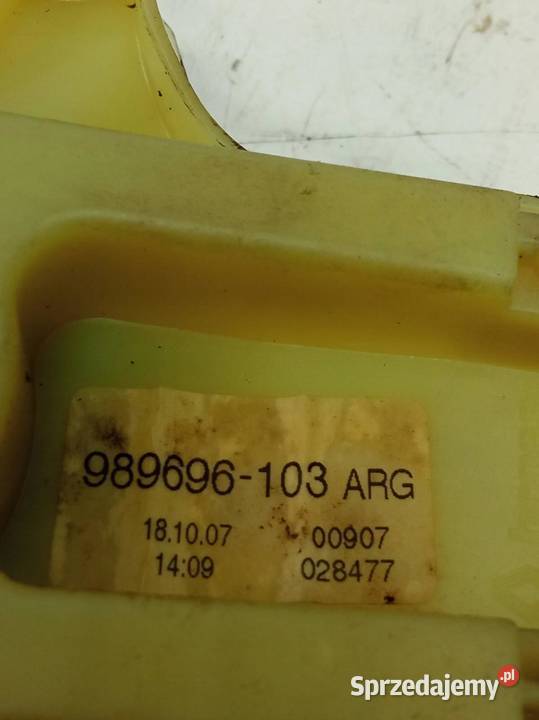 989696-103 ARG
18.10.07 00907
14:09 028477
Sprzedajemy.pl